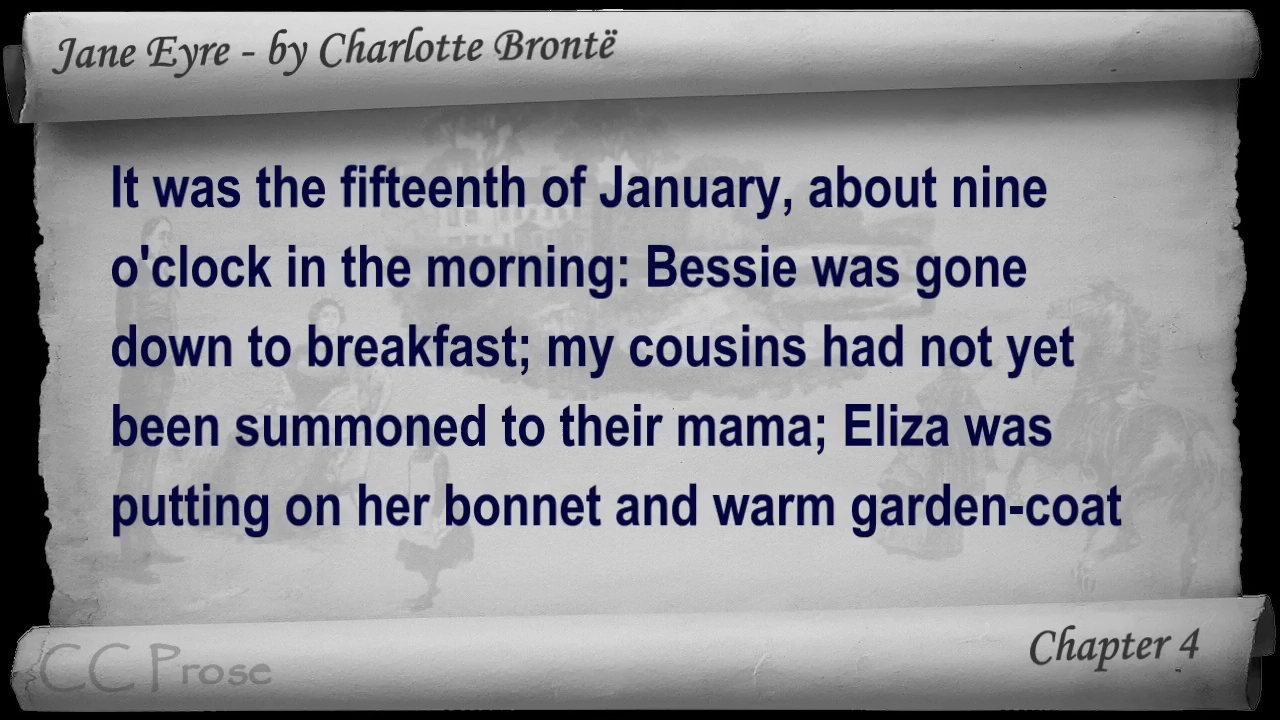 Jane Eyre - by Charlotte Brontë
It was the fifteenth of January, about nine
o'clock in the morning: Bessie was gone
down to breakfast; my cousins had not yet
been summoned to their mama; Eliza was
putting on her bonnet and warm garden-coat
Chapter 4
CC Prose